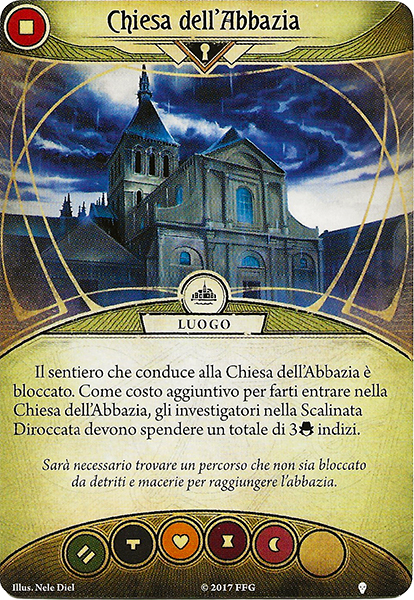 Chiesa dell'Abbazia
LUOGO
Il sentiero che conduce alla Chiesa dell'Abbazia è
bloccato. Come costo aggiuntivo per farti entrare nella
Chiesa dell'Abbazia, gli investigatori nella Scalinata
Diroccata devono spendere un totale di 3 indizi.
Sarà necessario trovare un percorso che non sia bloccato
da detriti e macerie per raggiungere l'abbazia.
Illus. Nele Diel
© 2017 FFG